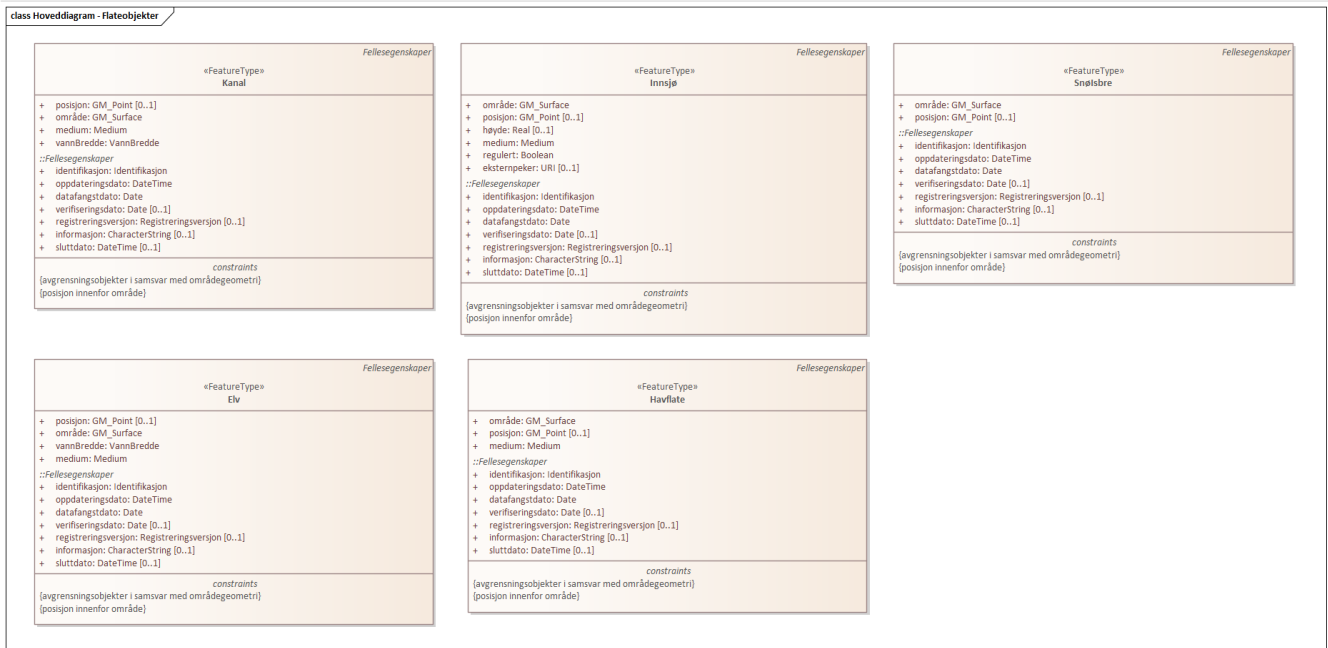 class Hoveddiagram - Flateobjekter
Fellesegenskaper
«FeatureType»
Kanal
+ posisjon: GM_Point [0..1]
+ område: GM_Surface
+ medium: Medium
+ vannBredde: VannBredde
::Fellesegenskaper
+ identifikasjon: Identifikasjon
+ oppdateringsdato: DateTime
+ datafangstdato: Date
+ verifiseringsdato: Date [0..1]
+ registreringsversjon: Registreringsversjon [0..1]
+ informasjon: CharacterString [0..1]
+ sluttdato: DateTime [0..1]
constraints
{avgrensningsobjekter i samsvar med områdegeometri}
{posisjon innenfor område}
Fellesegenskaper
«FeatureType»
Innsjø
+ område: GM_Surface
+ posisjon: GM_Point [0..1]
+ høyde: Real [0..1]
+ medium: Medium
+ regulert: Boolean
+ eksternpeker: URI [0..1]
::Fellesegenskaper
+ identifikasjon: Identifikasjon
+ oppdateringsdato: DateTime
+ datafangstdato: Date
+ verifiseringsdato: Date [0..1]
+ registreringsversjon: Registreringsversjon [0..1]
+ informasjon: CharacterString [0..1]
+ sluttdato: DateTime [0..1]
constraints
{avgrensningsobjekter i samsvar med områdegeometri}
{posisjon innenfor område}
Fellesegenskaper
«FeatureType»
SnøIsbre
+ område: GM_Surface
+ posisjon: GM_Point [0..1]
::Fellesegenskaper
+ identifikasjon: Identifikasjon
+ oppdateringsdato: DateTime
+ datafangstdato: Date
+ verifiseringsdato: Date [0..1]
+ registreringsversjon: Registreringsversjon [0..1]
+ informasjon: CharacterString [0..1]
+ sluttdato: DateTime [0..1]
constraints
{avgrensningsobjekter i samsvar med områdegeometri}
{posisjon innenfor område}
Fellesegenskaper
«FeatureType»
Elv
+ posisjon: GM_Point [0..1]
+ område: GM_Surface
+ vannBredde: VannBredde
+ medium: Medium
::Fellesegenskaper
+ identifikasjon: Identifikasjon
+ oppdateringsdato: DateTime
+ datafangstdato: Date
+ verifiseringsdato: Date [0..1]
+ registreringsversjon: Registreringsversjon [0..1]
+ informasjon: CharacterString [0..1]
+ sluttdato: DateTime [0..1]
constraints
{avgrensningsobjekter i samsvar med områdegeometri}
{posisjon innenfor område}
Fellesegenskaper
«FeatureType»
Havflate
+ område: GM_Surface
+ posisjon: GM_Point [0..1]
+ medium: Medium
::Fellesegenskaper
+ identifikasjon: Identifikasjon
+ oppdateringsdato: DateTime
+ datafangstdato: Date
+ verifiseringsdato: Date [0..1]
+ registreringsversjon: Registreringsversjon [0..1]
+ informasjon: CharacterString [0..1]
+ sluttdato: DateTime [0..1]
constraints
{avgrensningsobjekter i samsvar med områdegeometri}
{posisjon innenfor område}